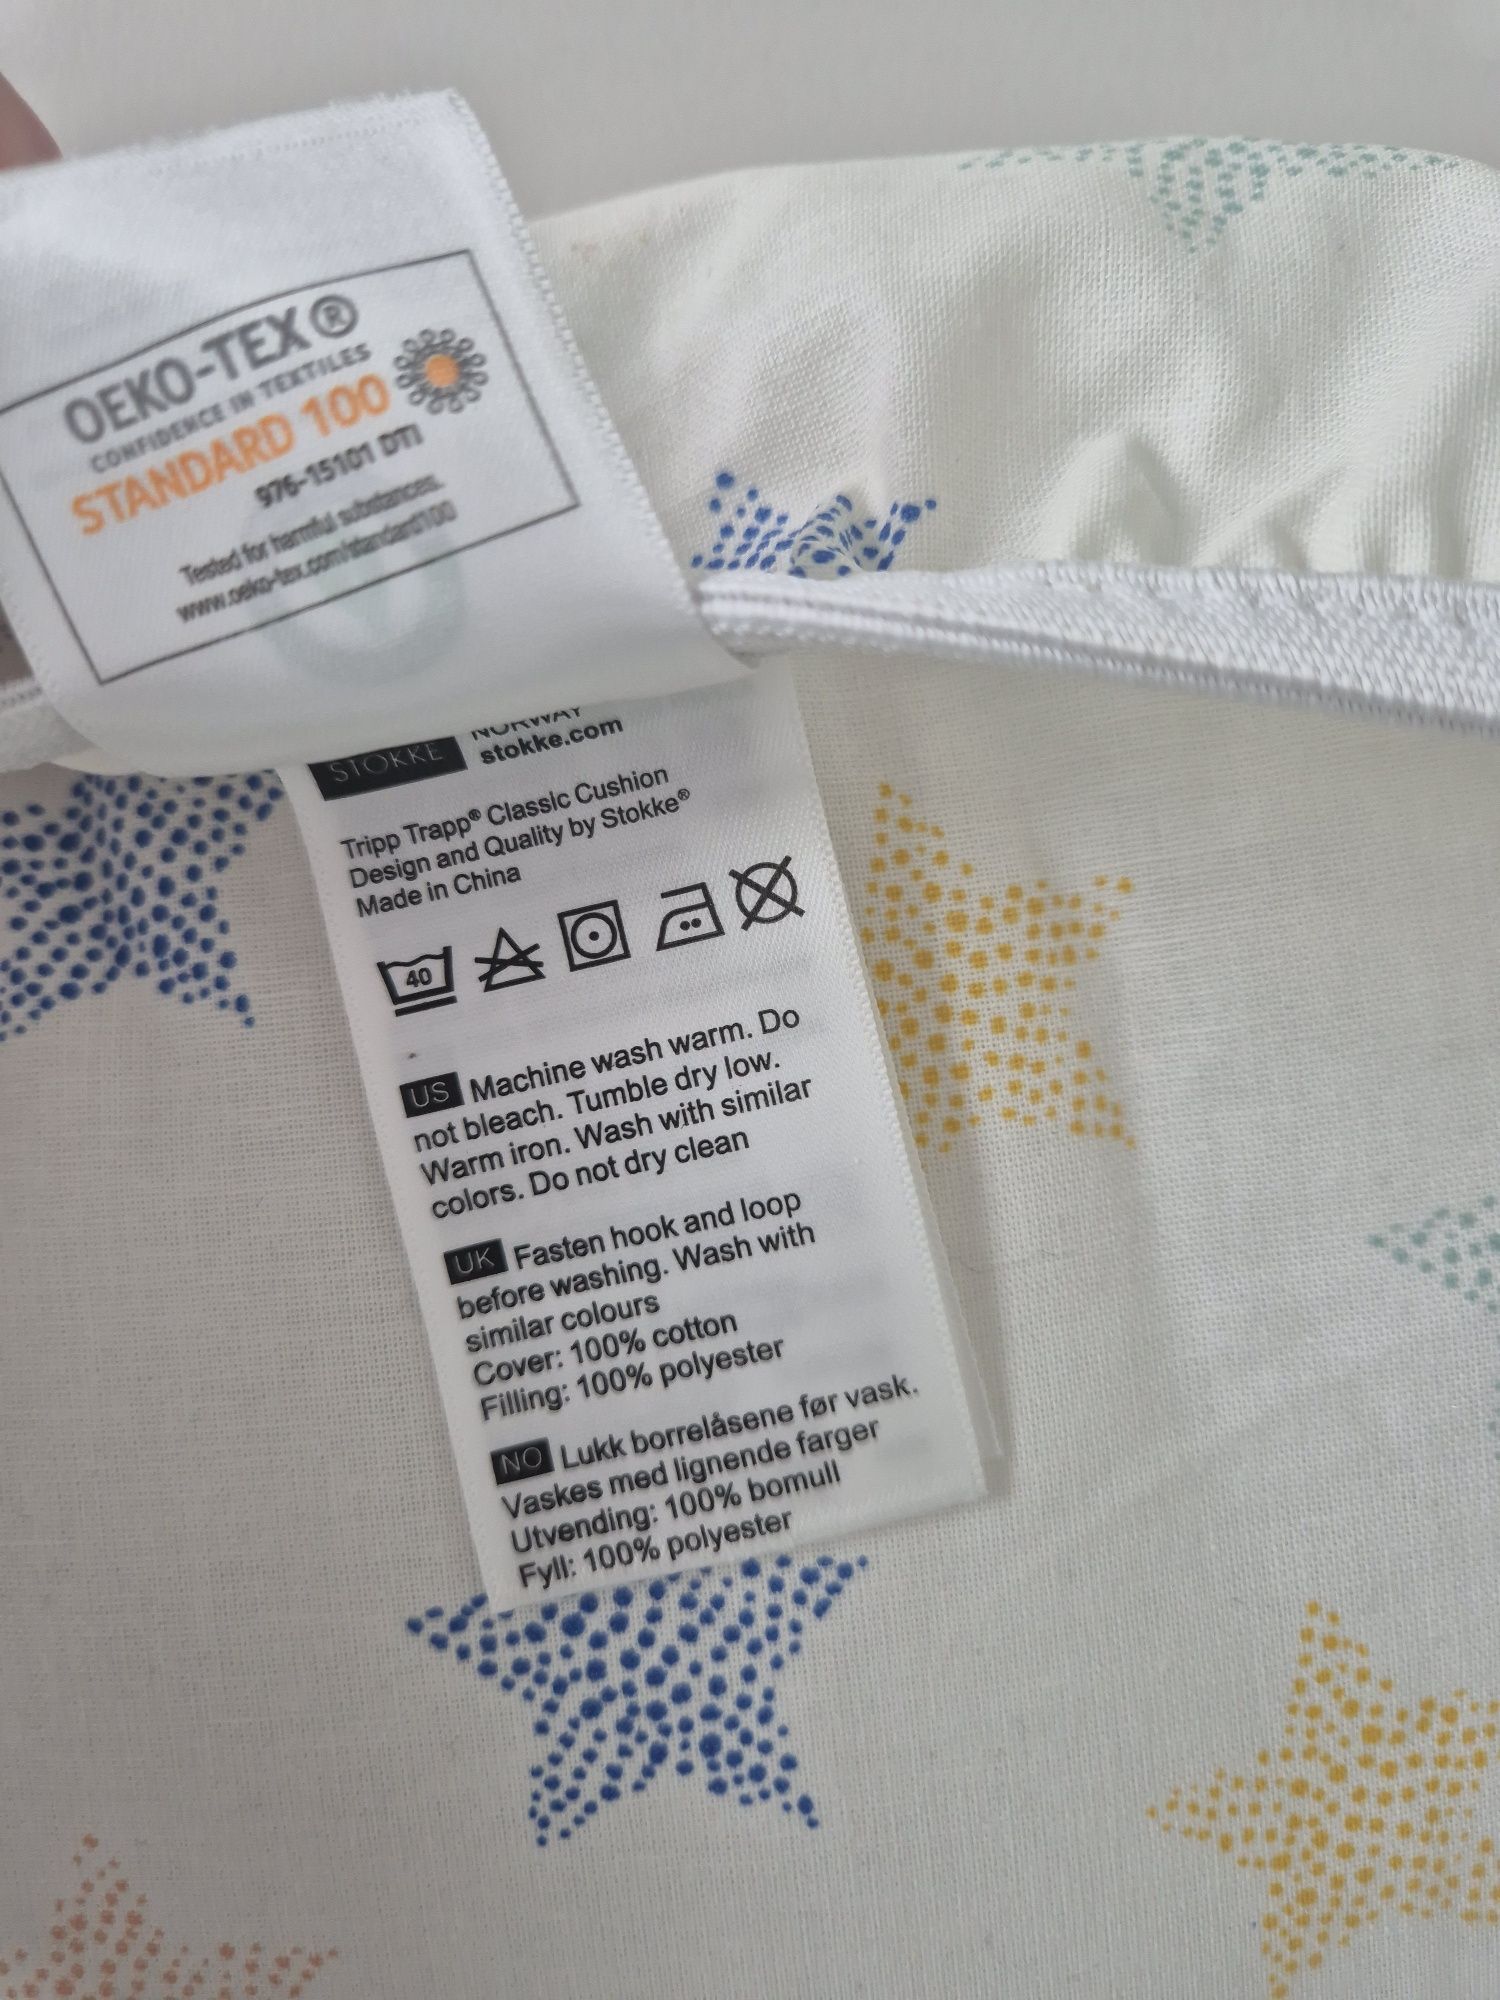 OEKO-TEX®
CONFIDENCE IN TEXTILES
STANDARD 100
976-15101 DTI
Tested for harmful substances.
www.oeko-tex.com/standard100
STOKKE
NORWAY
stokke.com
Tripp Trapp® Classic Cushion
Design and Quality by Stokke®
Made in China
40
US Machine wash warm. Do
not bleach. Tumble dry low.
Warm iron. Wash with similar
colors. Do not dry clean
UK Fasten hook and loop
before washing. Wash with
similar colours
Cover: 100% cotton
Filling: 100% polyester
NO Lukk borrelåsene før vask.
Vaskes med lignende farger
Utvending: 100% bomull
Fyll: 100% polyester